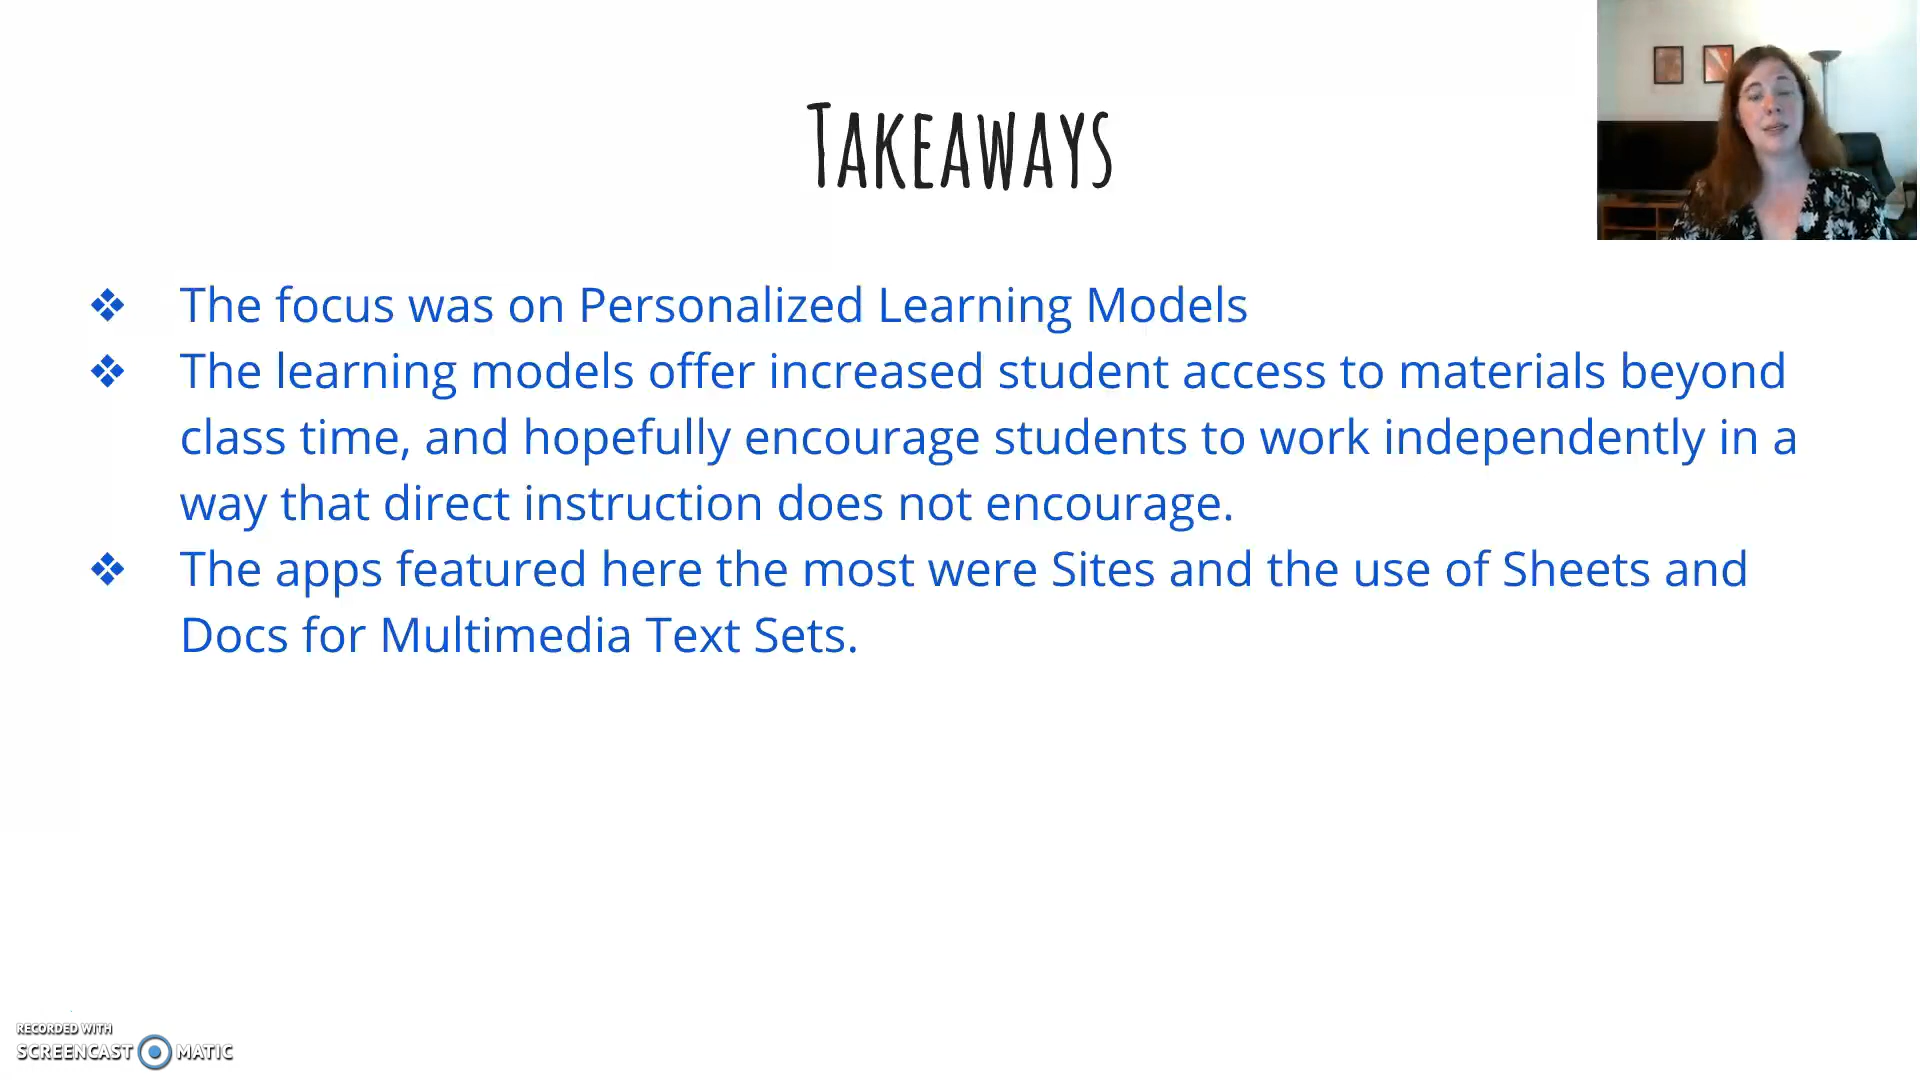 TAKEAWAYS
❖ The focus was on Personalized Learning Models
❖ The learning models offer increased student access to materials beyond
class time, and hopefully encourage students to work independently in a
way that direct instruction does not encourage.
❖ The apps featured here the most were Sites and the use of Sheets and
Docs for Multimedia Text Sets.
RECORDED WITH
SCREENCAST MATIC